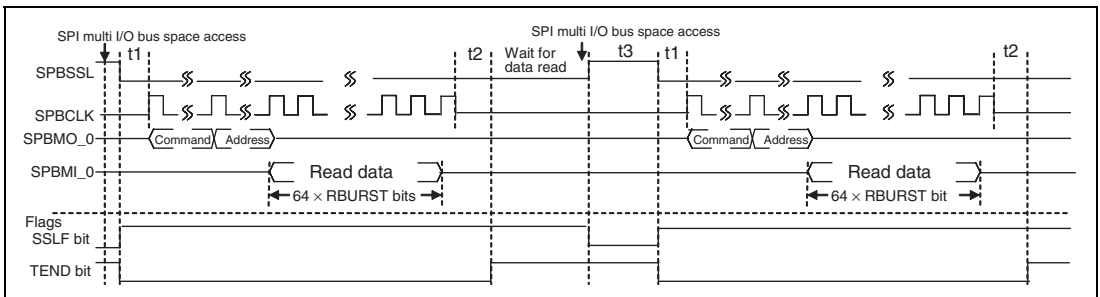 SPI multi I/O bus space access
SPI multi I/O bus space access
t1
t2
Wait for
data read
t3
t1
t2
SPBSSL
SPBCLK
SPBMO_0
Command
Address
Command
Address
SPBMI_0
Read data
Read data
64 × RBURST bits
64 × RBURST bit
Flags
SSLF bit
TEND bit